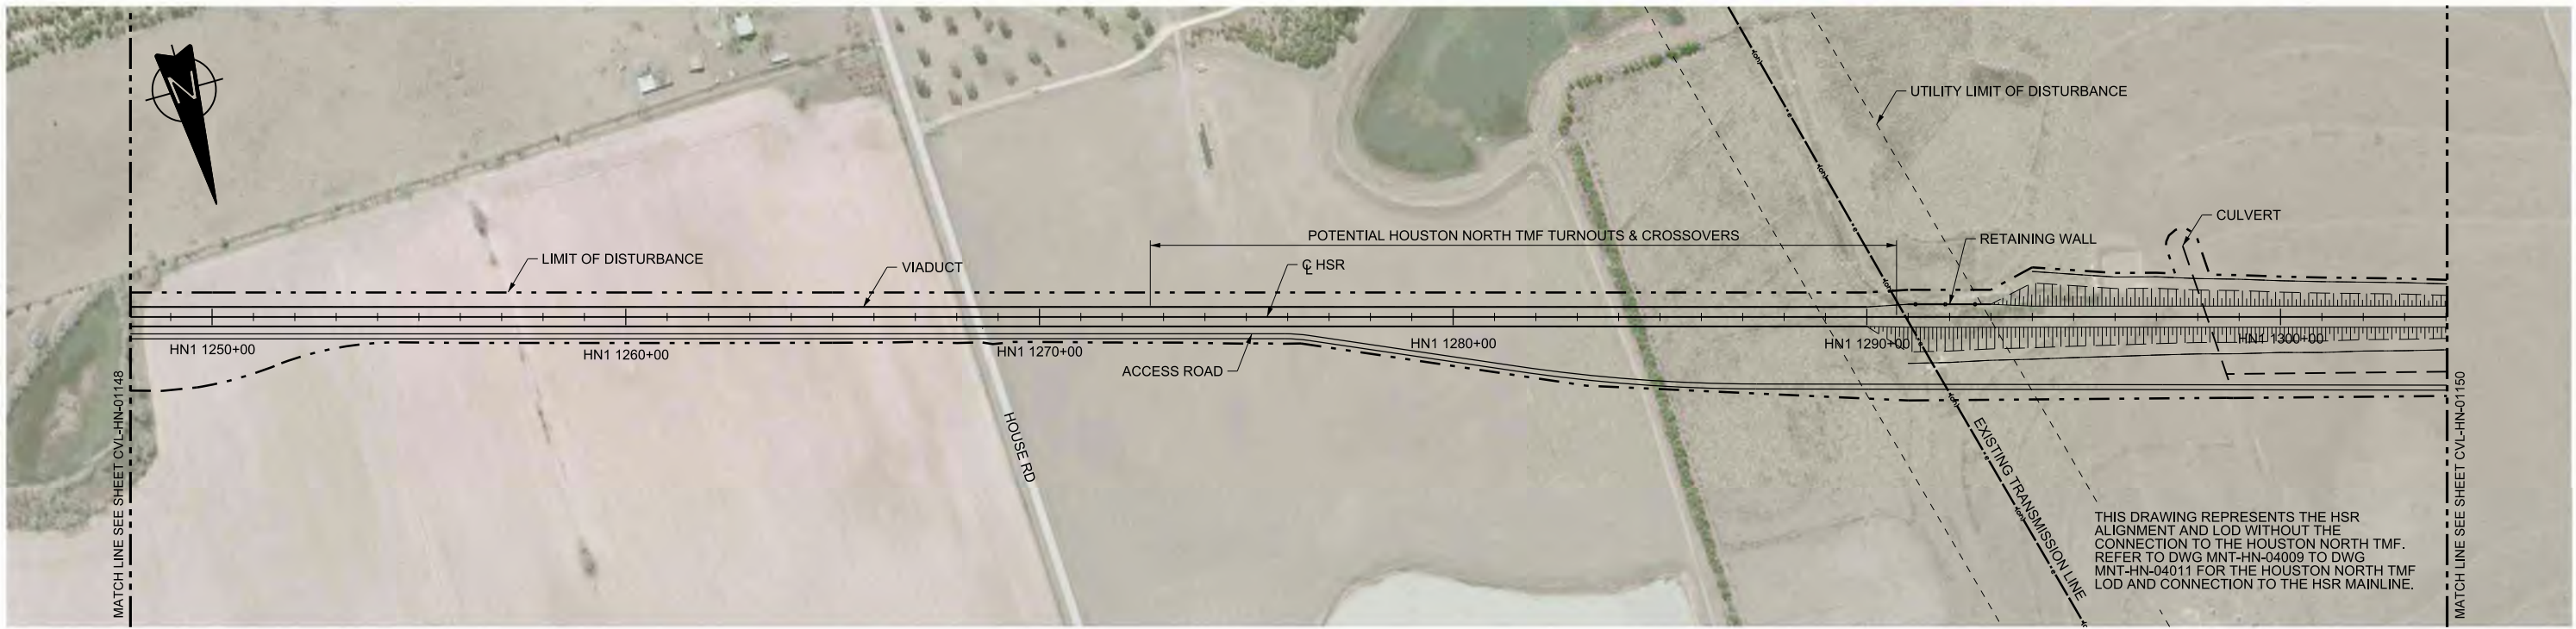 N
UTILITY LIMIT OF DISTURBANCE
CULVERT
POTENTIAL HOUSTON NORTH TMF TURNOUTS & CROSSOVERS
RETAINING WALL
LIMIT OF DISTURBANCE
VIADUCT
℄ HSR
HN1 1250+00
HN1 1260+00
HN1 1270+00
HN1 1280+00
HN1 1290+00
HN1 1300+00
ACCESS ROAD
HOUSE RD
EXISTING TRANSMISSION LINE
MATCH LINE SEE SHEET CVL-HN-01148
MATCH LINE SEE SHEET CVL-HN-01150
THIS DRAWING REPRESENTS THE HSR
ALIGNMENT AND LOD WITHOUT THE
CONNECTION TO THE HOUSTON NORTH TMF.
REFER TO DWG MNT-HN-04009 TO DWG
MNT-HN-04011 FOR THE HOUSTON NORTH TMF
LOD AND CONNECTION TO THE HSR MAINLINE.